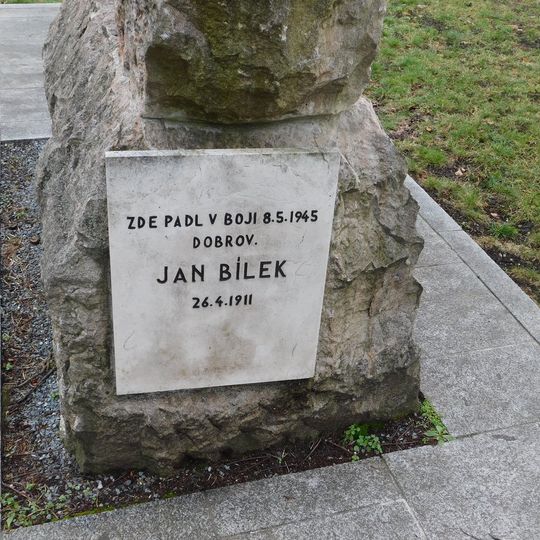 ZDE PADL V BOJI 8.5.1945
DOBROV.
JAN BÍLEK
26.4.1911